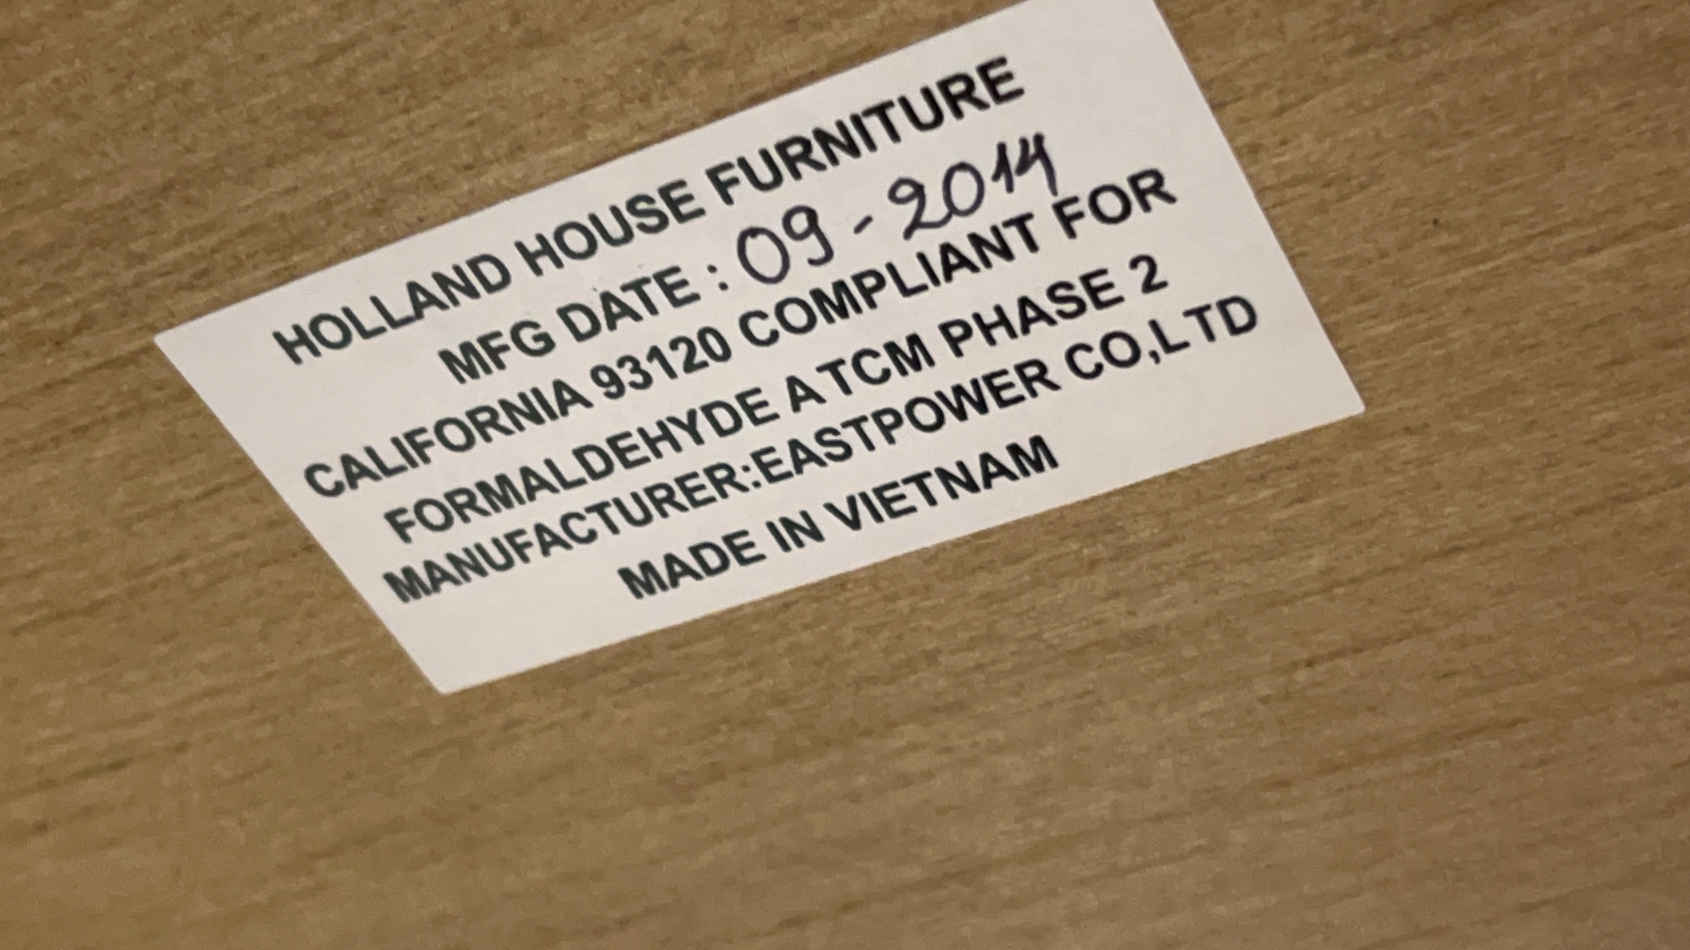 HOLLAND HOUSE FURNITURE
MFG DATE : 09-2014
CALIFORNIA 93120 COMPLIANT FOR
FORMALDEHYDE ATCM PHASE 2
MANUFACTURER:EASTPOWER CO,LTD
MADE IN VIETNAM